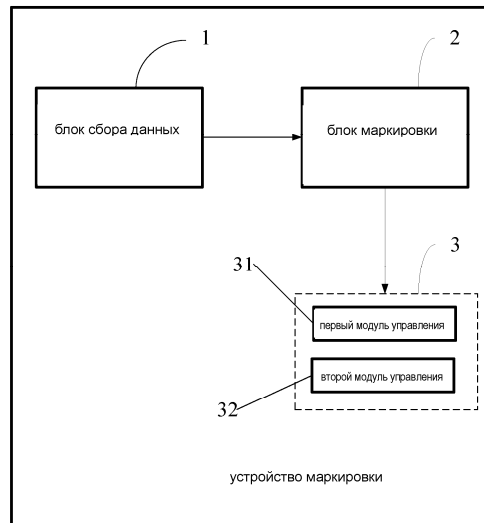 1
2
блок сбора данных
блок маркировки
3
31
первый модуль управления
второй модуль управления
32
устройство маркировки